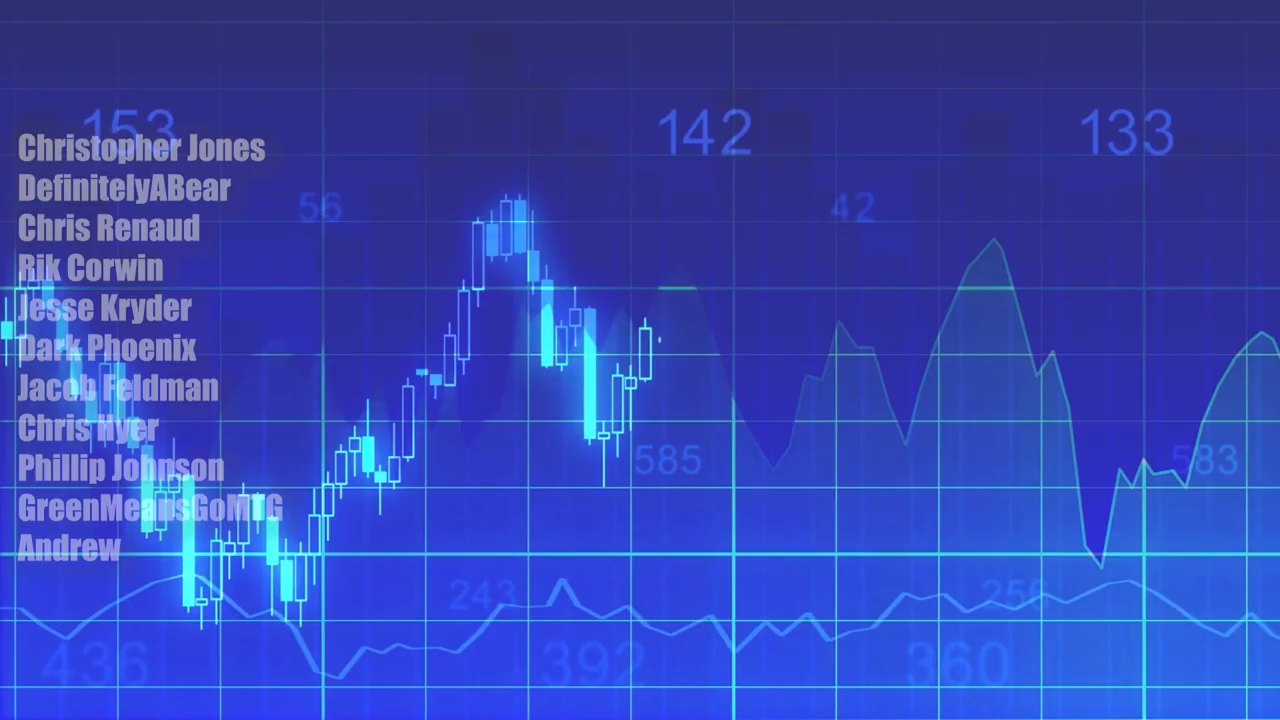 153
142
133
Christopher Jones
DefinitelyABear
56
42
Chris Renaud
Rik Corwin
Jesse Kryder
Dark Phoenix
Jacob Feldman
Chris Hyer
Phillip Johnson
585
583
GreenMeansGoMTG
Andrew
243
256
436
392
360